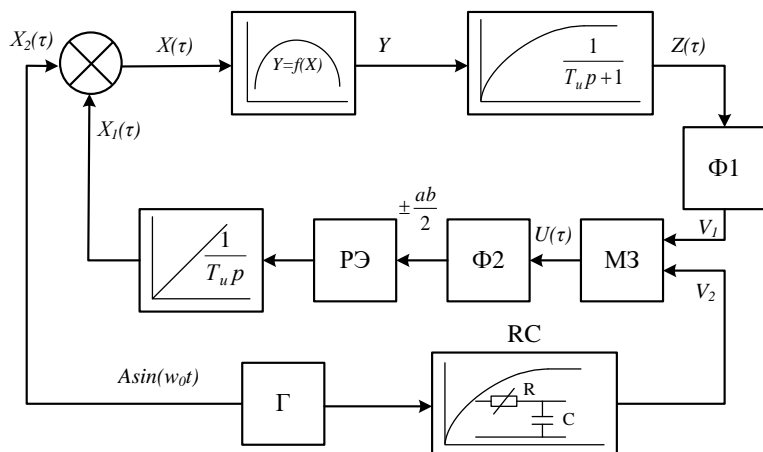 X₂(τ)
X(τ)
Y=f(X)
Y
1
Tᵤp+1
Z(τ)
X₁(τ)
Ф1
1
Tᵤp
РЭ
± ab
2
Ф2
U(τ)
МЗ
V₁
V₂
RC
Asin(w₀t)
Г
R
C